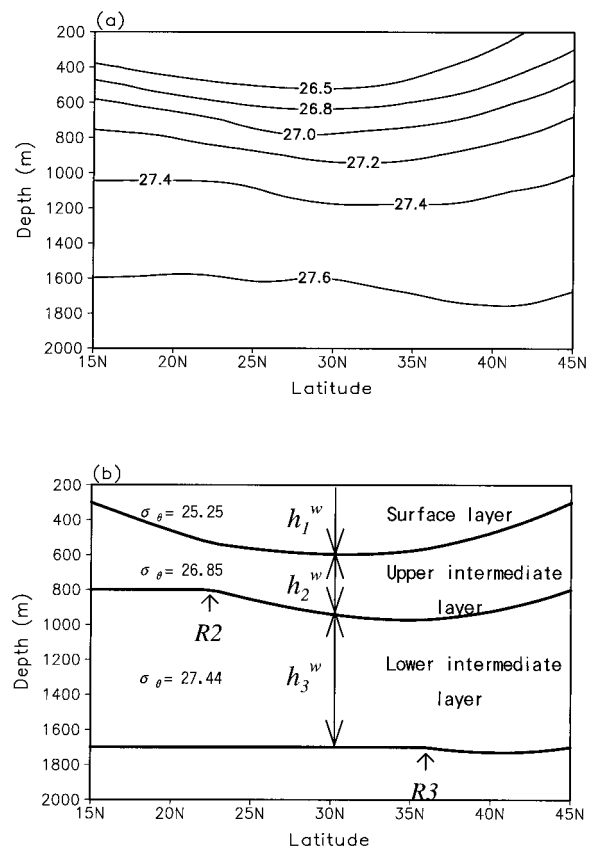 (a)
200
400
600
800
1000
1200
1400
1600
1800
2000
Depth (m)
26.5
26.8
27.0
27.2
27.4
27.4
27.6
15N 20N 25N 30N 35N 40N 45N
Latitude
(b)
200
400
600
800
1000
1200
1400
1600
1800
2000
Depth (m)
σ θ = 25.25
h₁ʷ
Surface layer
σ θ = 26.85
h₂ʷ
Upper intermediate
layer
R2
σ θ = 27.44
h₃ʷ
Lower intermediate
layer
R3
15N 20N 25N 30N 35N 40N 45N
Latitude